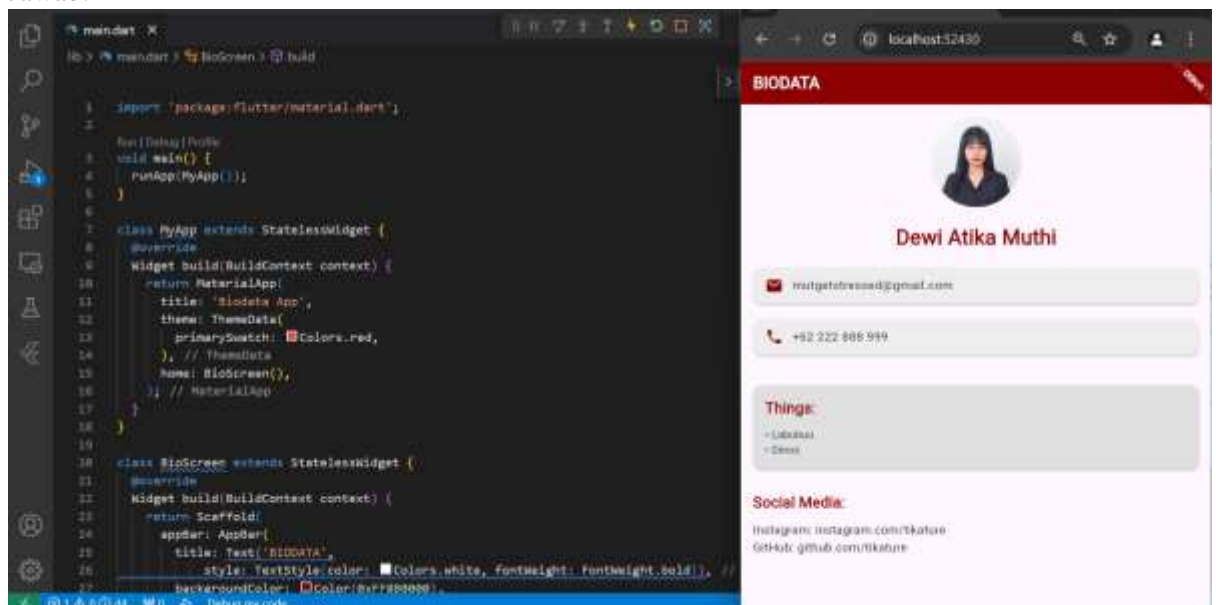 main.dart
lib > main.dart > BioScreen > build
1 import 'package:flutter/material.dart';
2
Run | Debug | Profile
3 void main() {
4 runApp(MyApp());
5 }
6
7 class MyApp extends StatelessWidget {
8 @override
9 Widget build(BuildContext context) {
10 return MaterialApp(
11 title: 'Biodata App',
12 theme: ThemeData(
13 primarySwatch: Colors.red,
14 ), // ThemeData
15 home: BioScreen(),
16 ); // MaterialApp
17 }
18 }
19
20 class BioScreen extends StatelessWidget {
21 @override
22 Widget build(BuildContext context) {
23 return Scaffold(
24 appBar: AppBar(
25 title: Text('BIODATA',
26 style: TextStyle(color: Colors.white, fontWeight: FontWeight.bold)), //
27 backgroundColor: Color(0xFF880000),
Debug my code
localhost:52430
BIODATA
DEBUG
Dewi Atika Muthi
+62 222 888 999
Things:
Social Media:
Instagram: instagram.com/tikature
GitHub: github.com/tikature